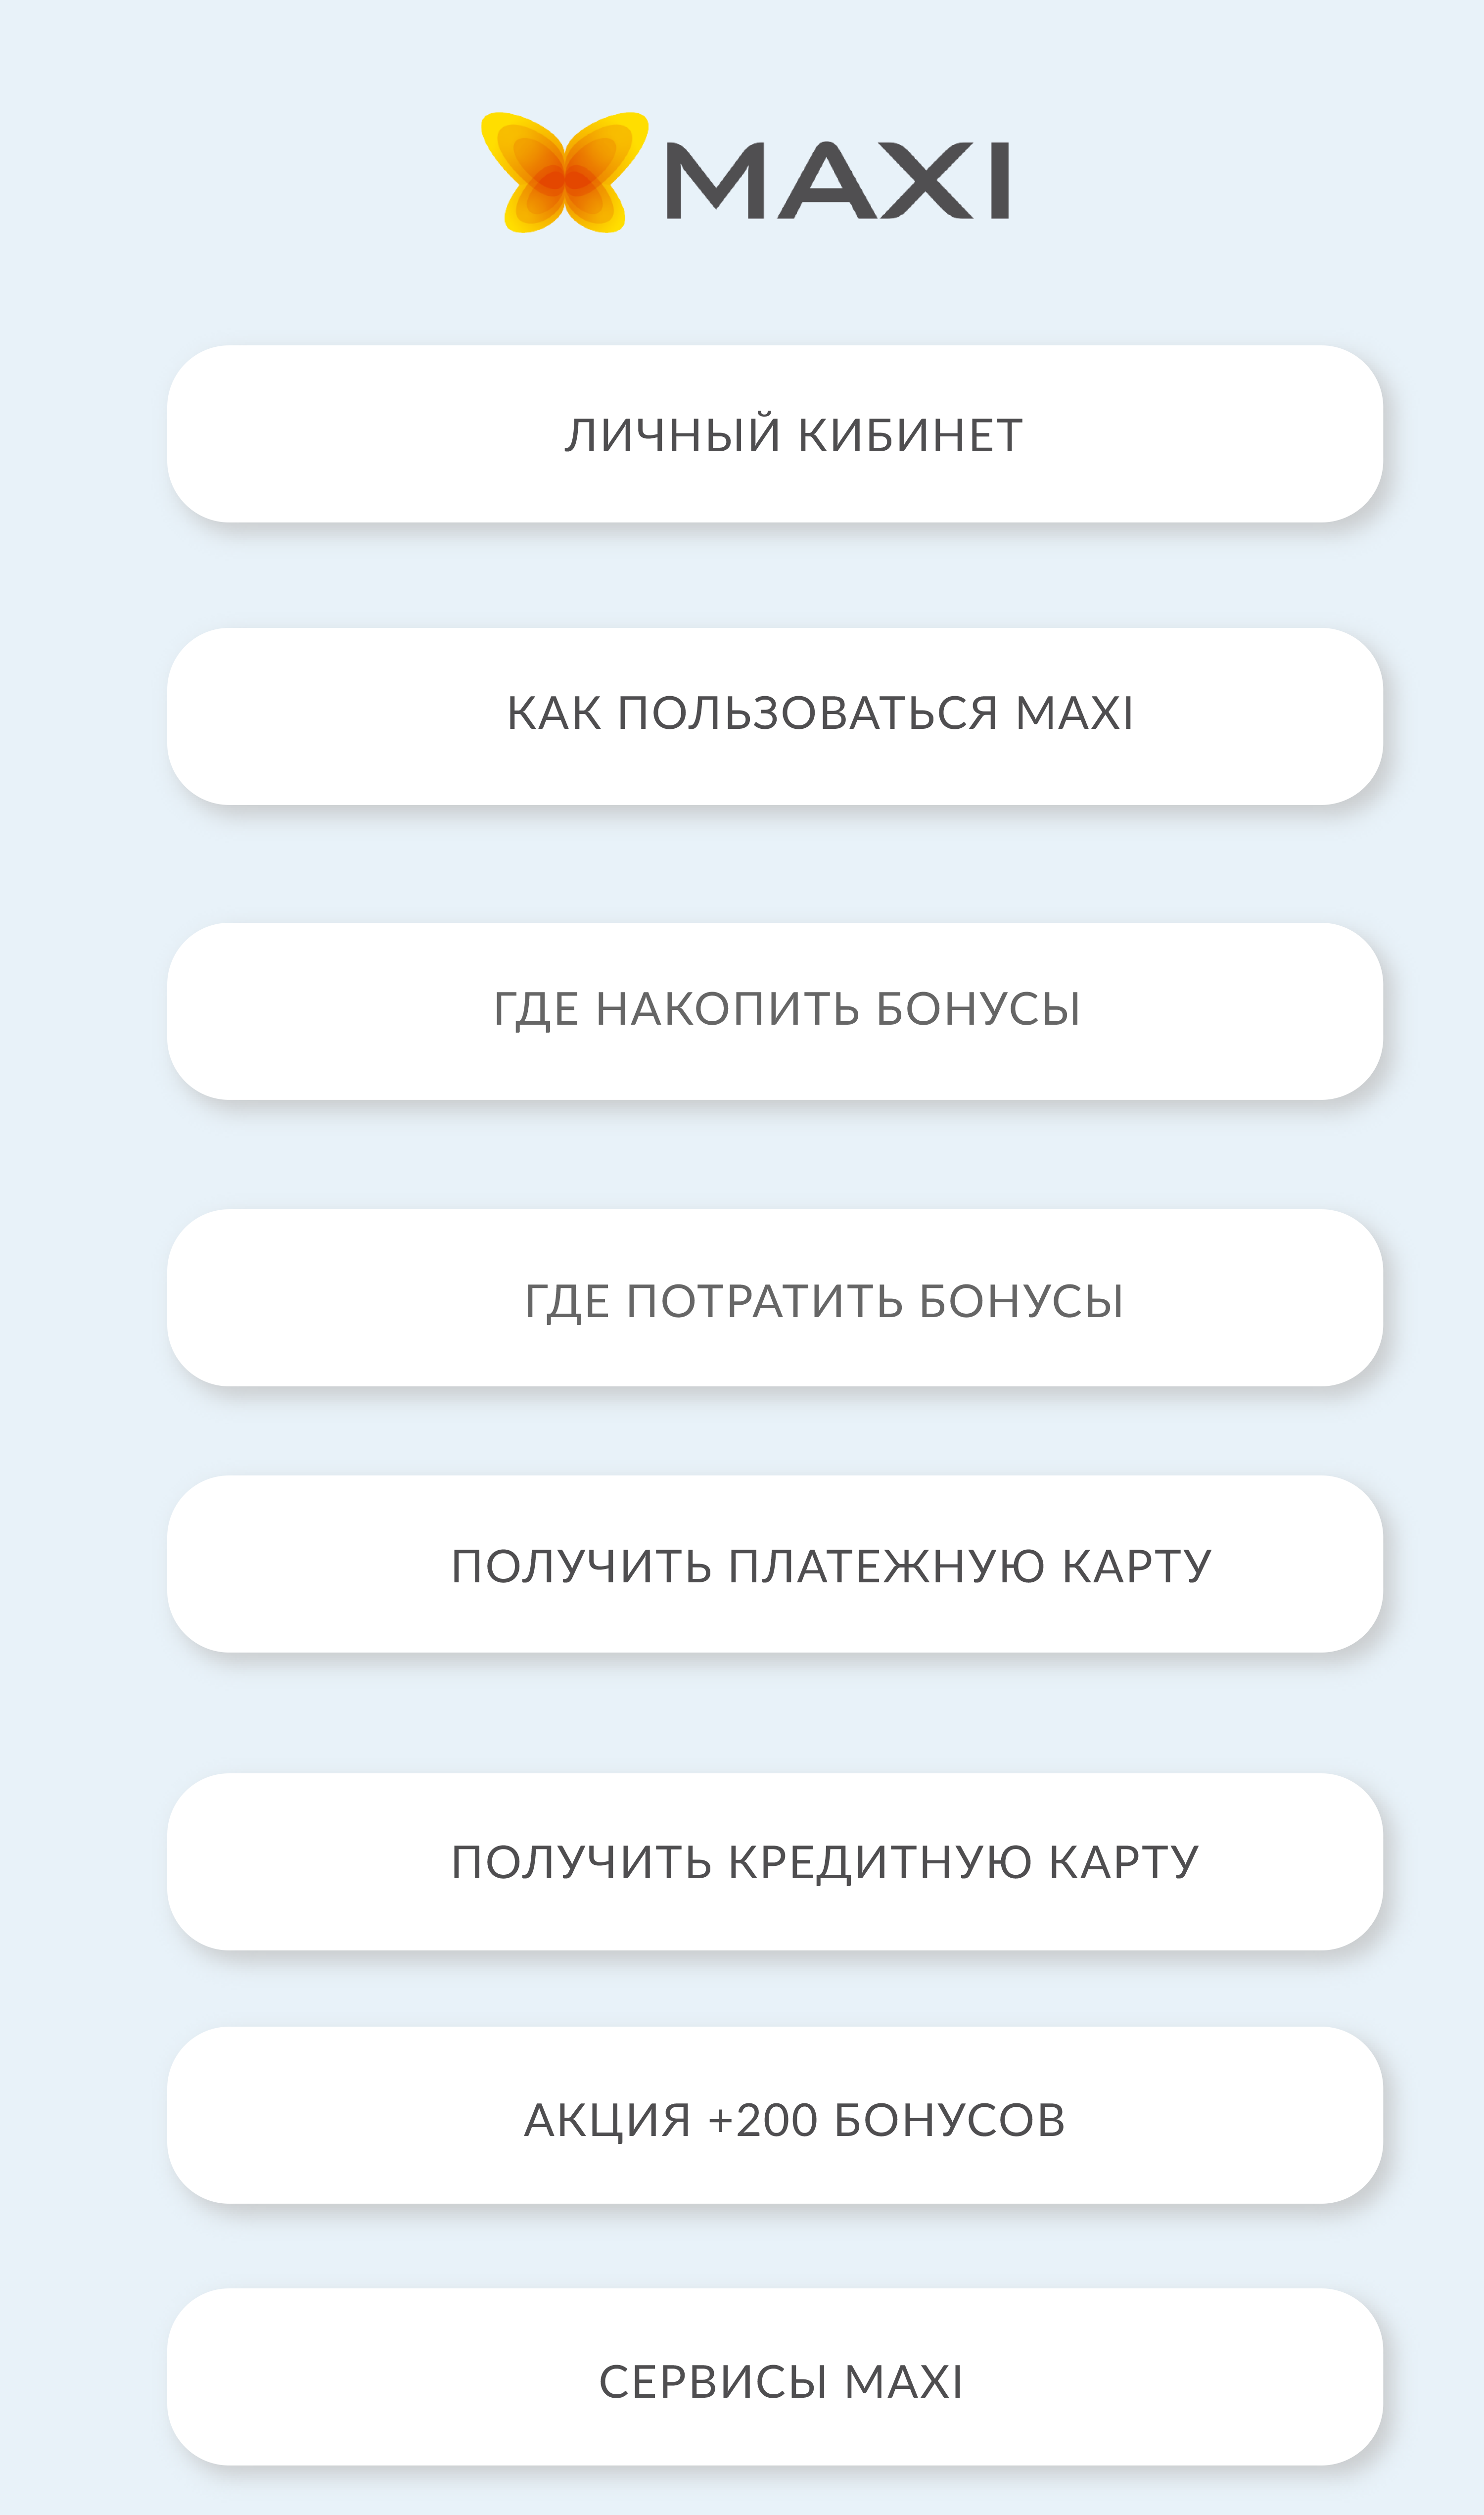 MAXI
ЛИЧНЫЙ КИБИНЕТ
КАК ПОЛЬЗОВАТЬСЯ MAXI
ГДЕ НАКОПИТЬ БОНУСЫ
ГДЕ ПОТРАТИТЬ БОНУСЫ
ПОЛУЧИТЬ ПЛАТЕЖНУЮ КАРТУ
ПОЛУЧИТЬ КРЕДИТНУЮ КАРТУ
АКЦИЯ +200 БОНУСОВ
СЕРВИСЫ MAXI